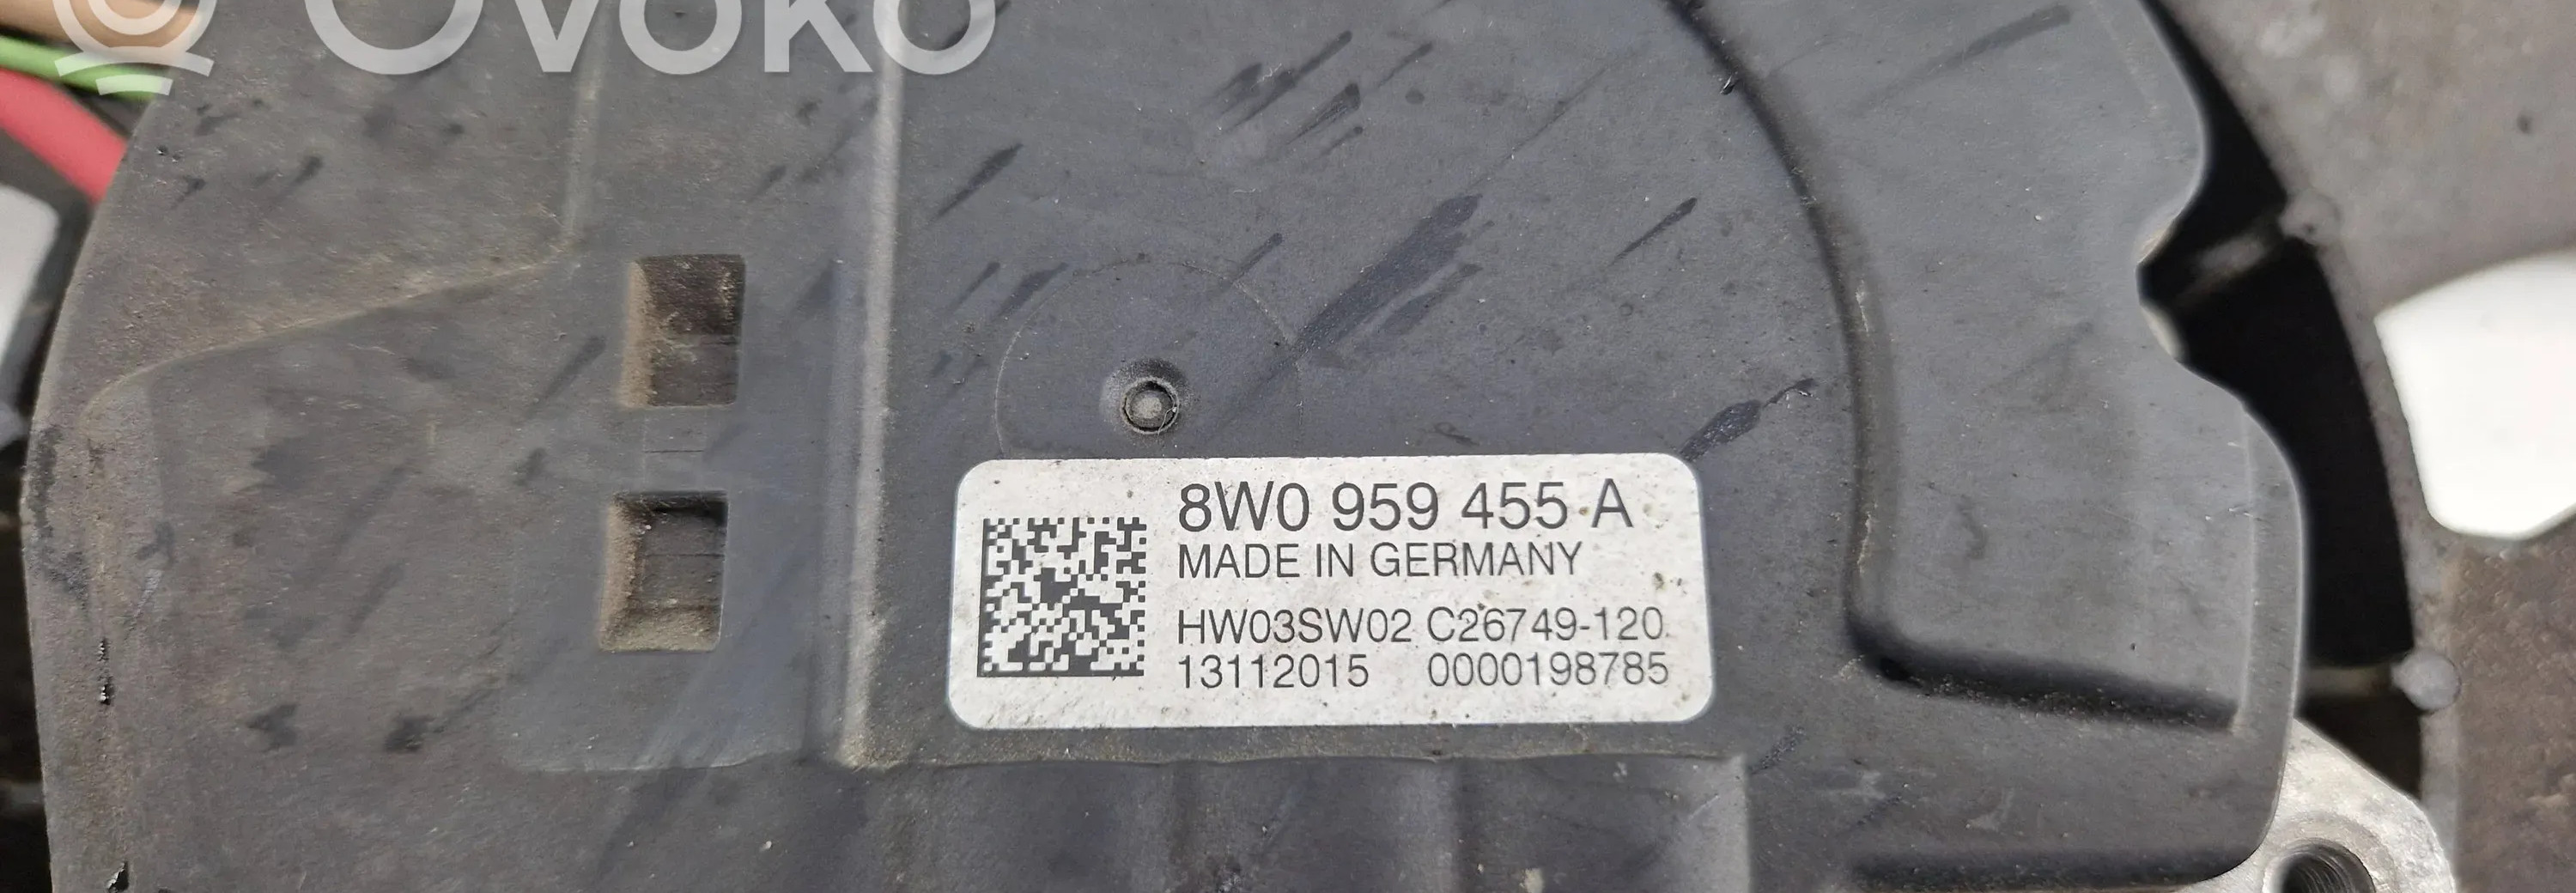 OVOKO
8W0 959 455 A
MADE IN GERMANY
HW03SW02 C26749-120
13112015 0000198785